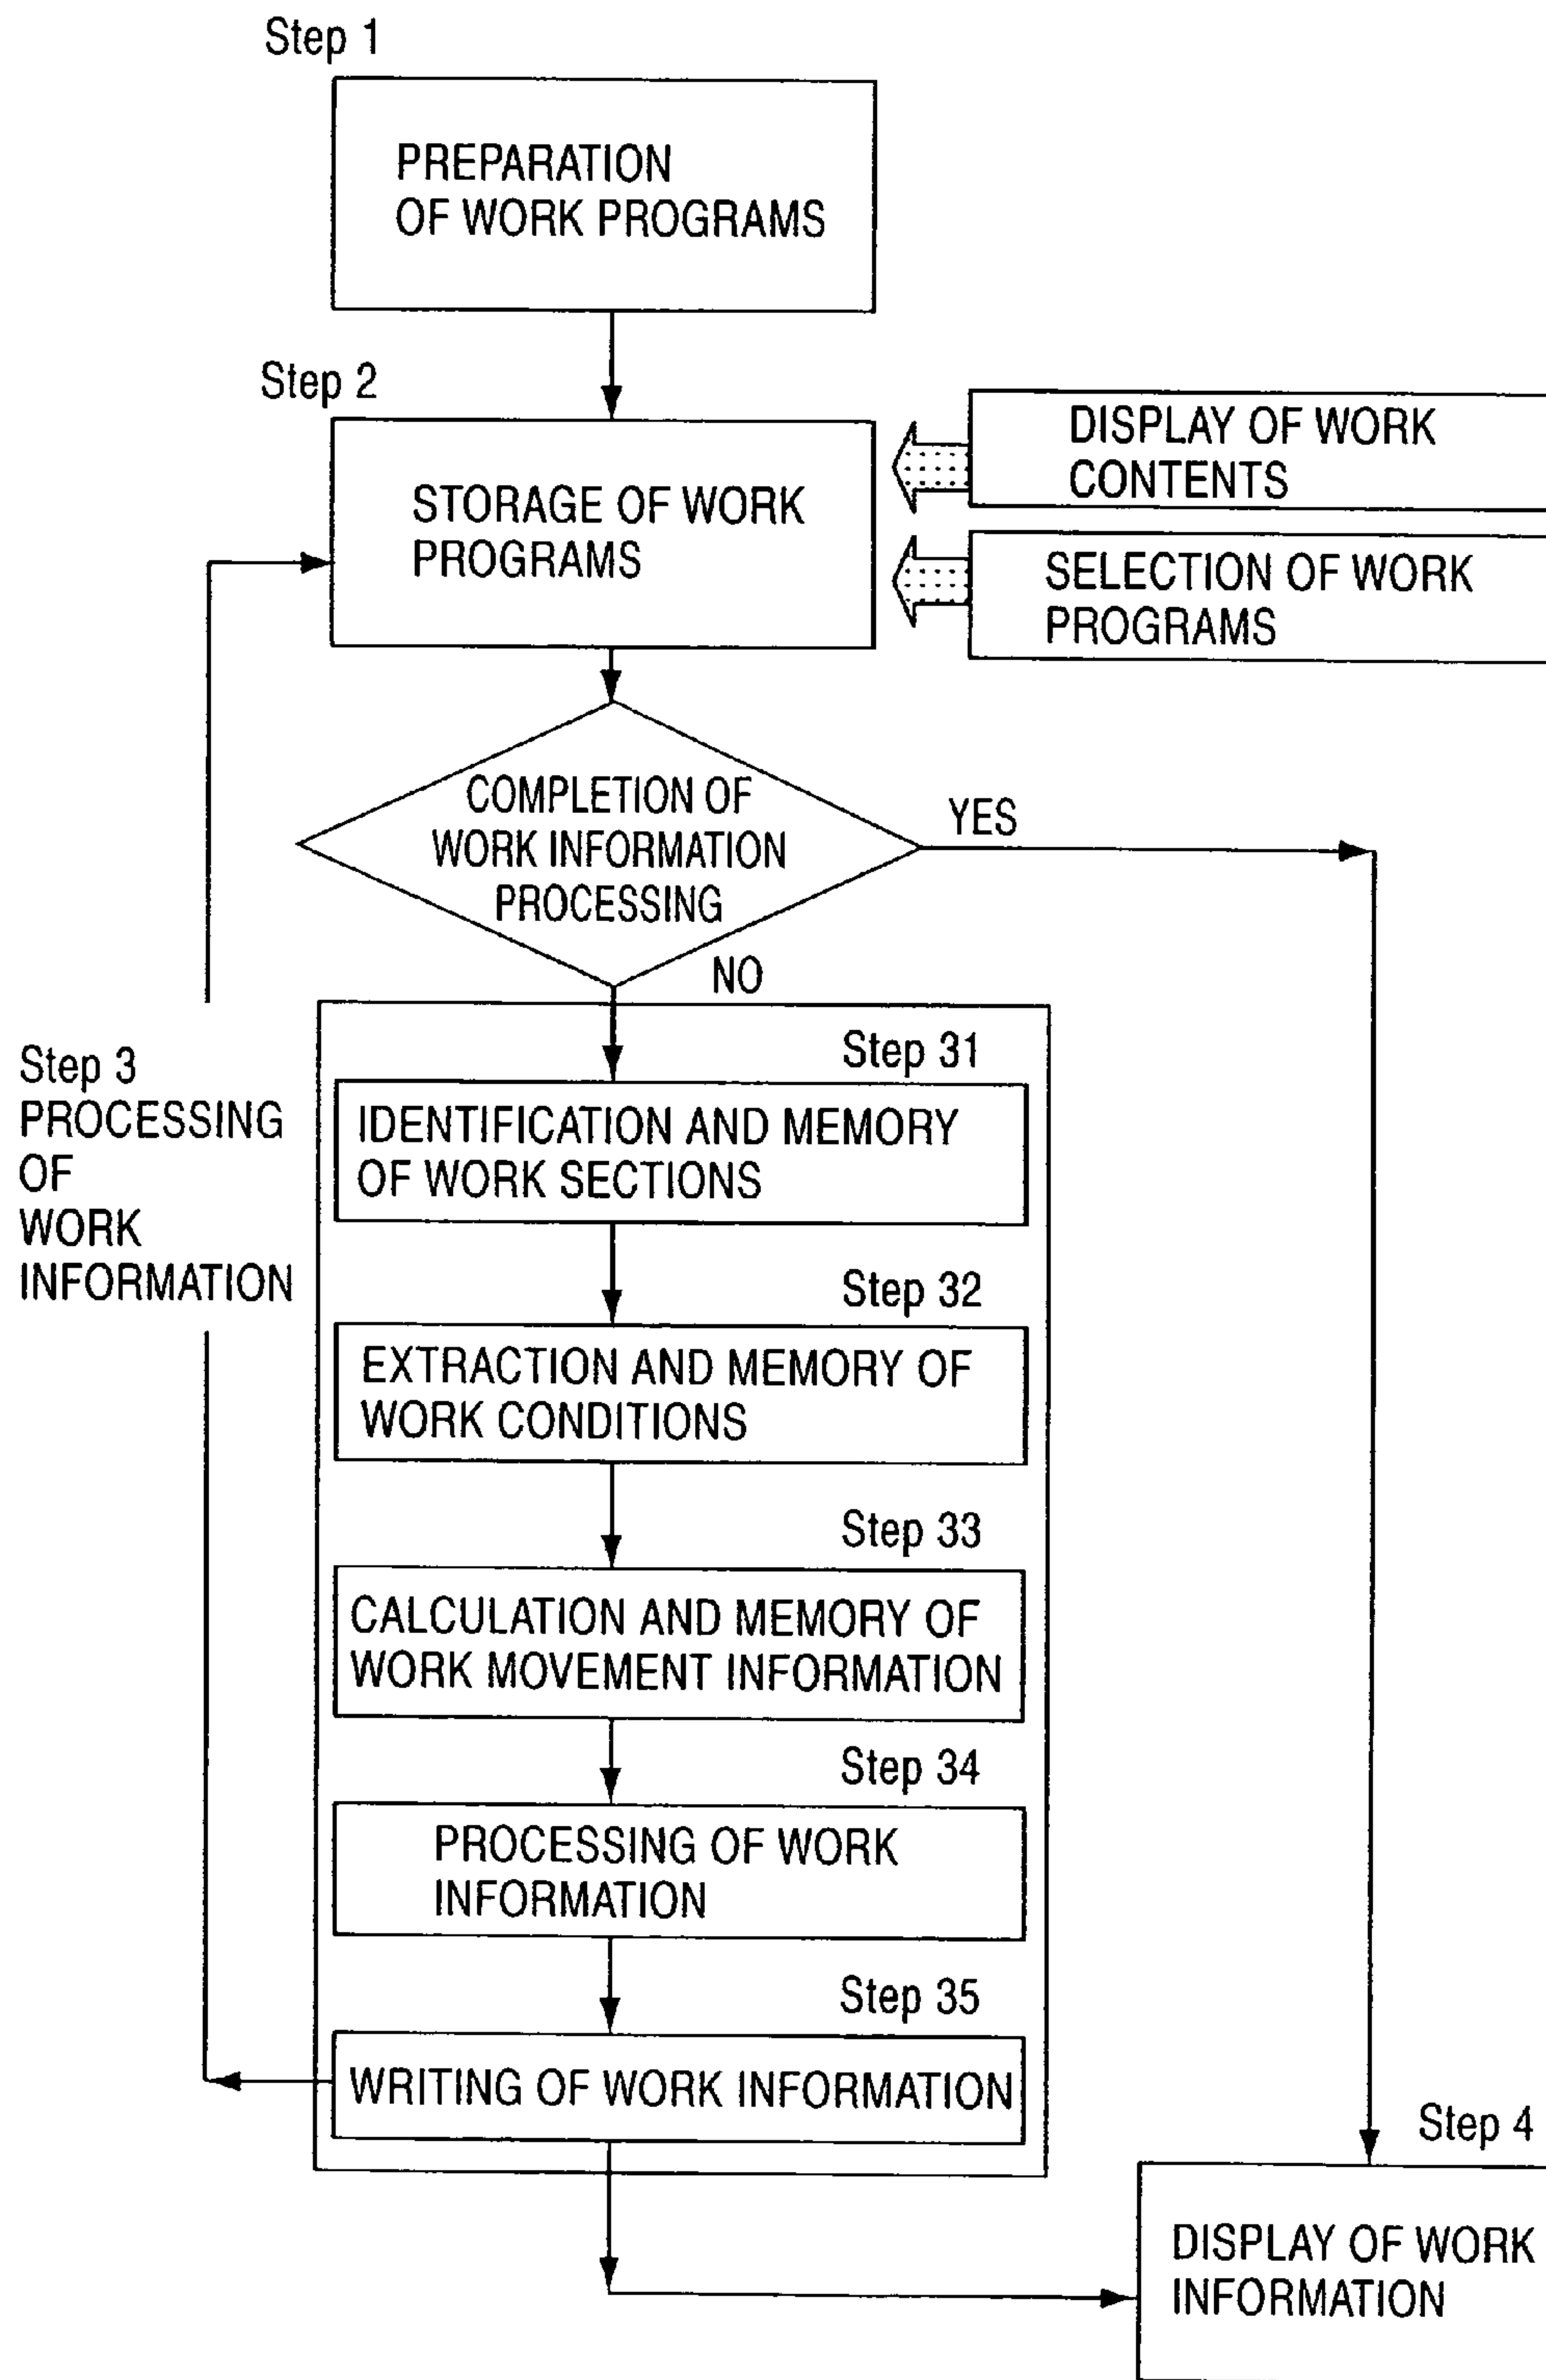 Step 1
PREPARATION
OF WORK PROGRAMS
Step 2
STORAGE OF WORK
PROGRAMS
DISPLAY OF WORK
CONTENTS
SELECTION OF WORK
PROGRAMS
COMPLETION OF
WORK INFORMATION
PROCESSING
YES
NO
Step 3
PROCESSING
OF
WORK
INFORMATION
Step 31
IDENTIFICATION AND MEMORY
OF WORK SECTIONS
Step 32
EXTRACTION AND MEMORY OF
WORK CONDITIONS
Step 33
CALCULATION AND MEMORY OF
WORK MOVEMENT INFORMATION
Step 34
PROCESSING OF WORK
INFORMATION
Step 35
WRITING OF WORK INFORMATION
Step 4
DISPLAY OF WORK
INFORMATION